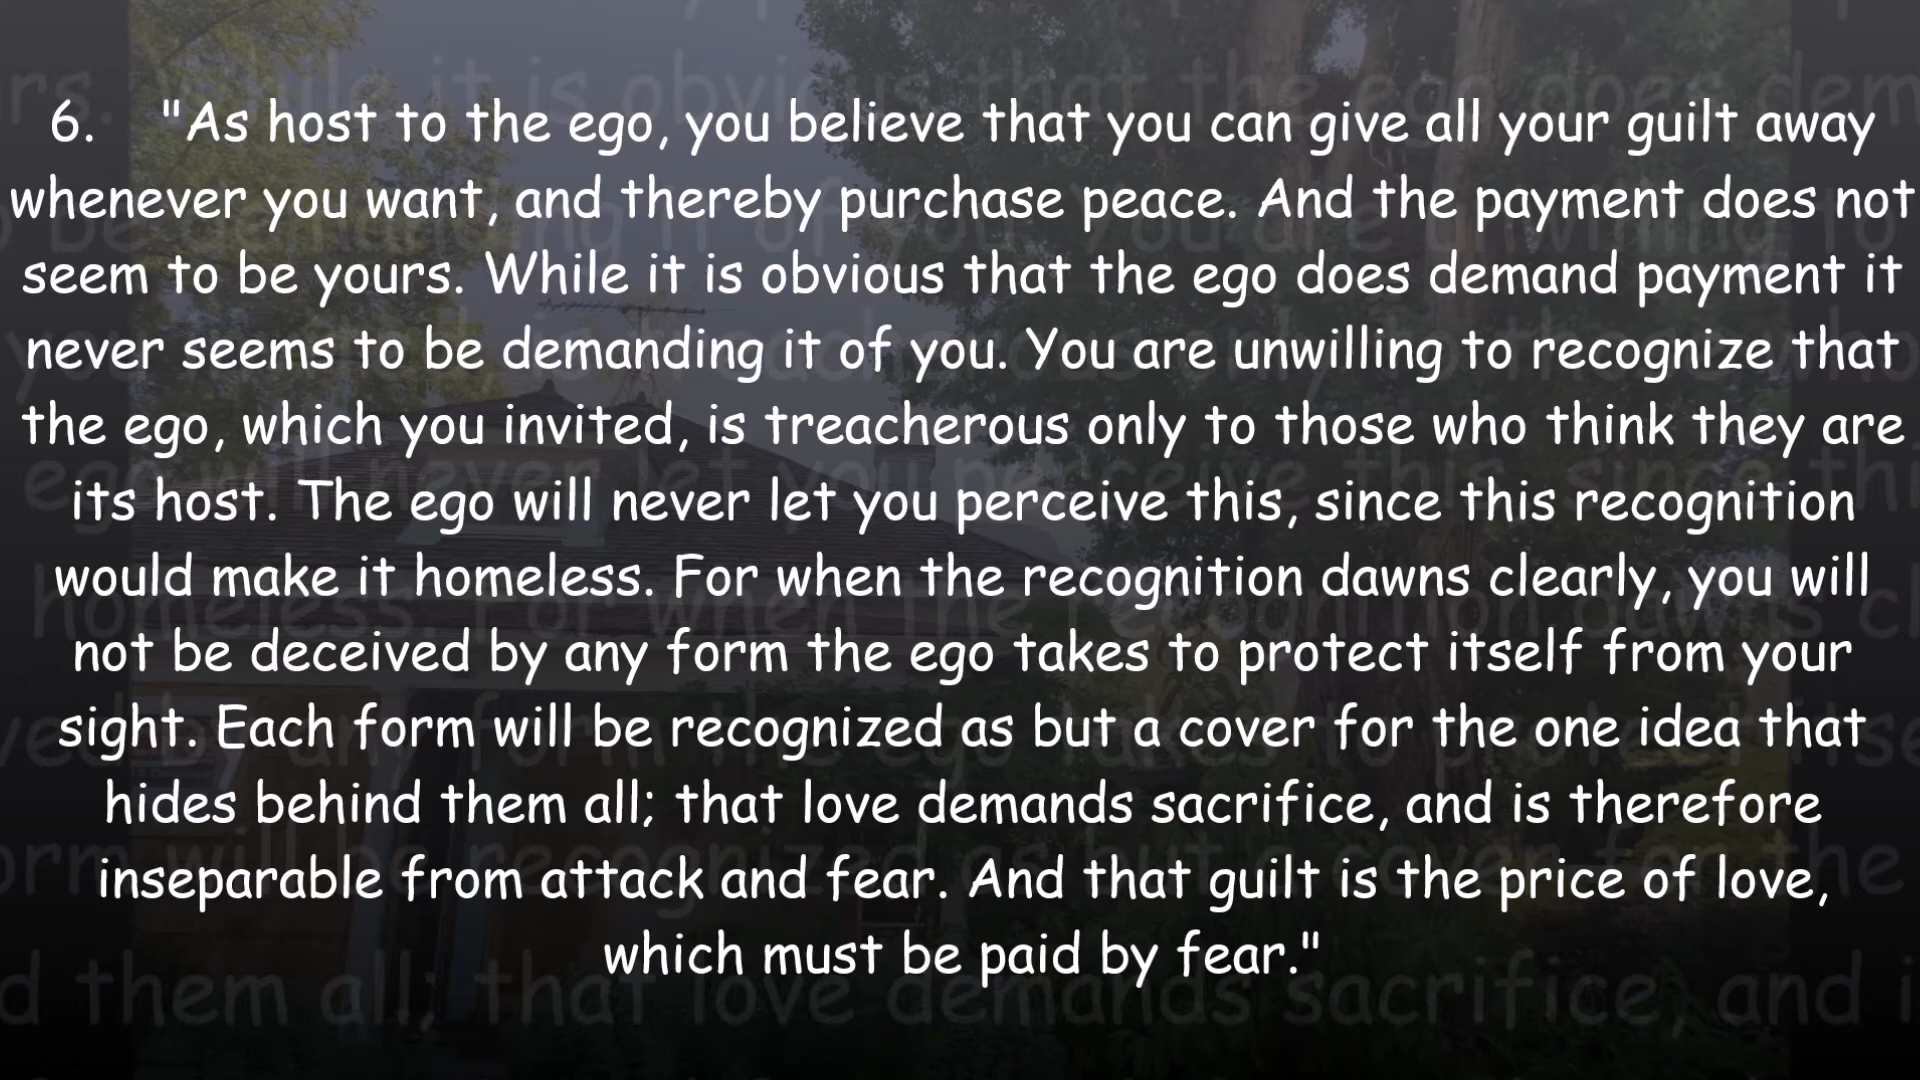 6. "As host to the ego, you believe that you can give all your guilt away
whenever you want, and thereby purchase peace. And the payment does not
seem to be yours. While it is obvious that the ego does demand payment it
never seems to be demanding it of you. You are unwilling to recognize that
the ego, which you invited, is treacherous only to those who think they are
its host. The ego will never let you perceive this, since this recognition
would make it homeless. For when the recognition dawns clearly, you will
not be deceived by any form the ego takes to protect itself from your
sight. Each form will be recognized as but a cover for the one idea that
hides behind them all; that love demands sacrifice, and is therefore
inseparable from attack and fear. And that guilt is the price of love,
which must be paid by fear."